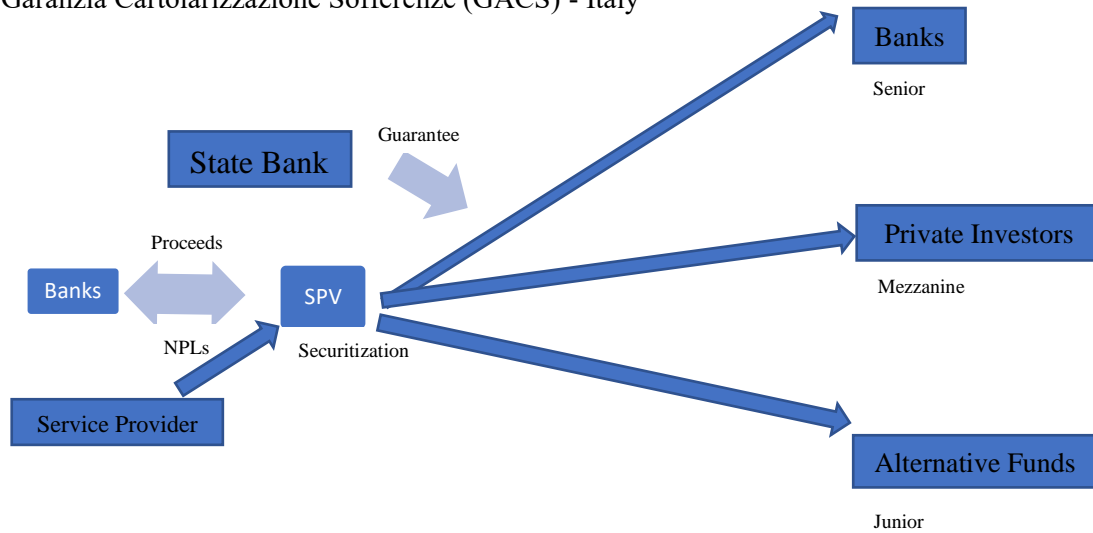 Garanzia Cartolarizzazione Sofferenze (GACS) - Italy
Banks
Senior
Guarantee
State Bank
Private Investors
Mezzanine
Proceeds
Banks
SPV
NPLs
Securitization
Service Provider
Alternative Funds
Junior